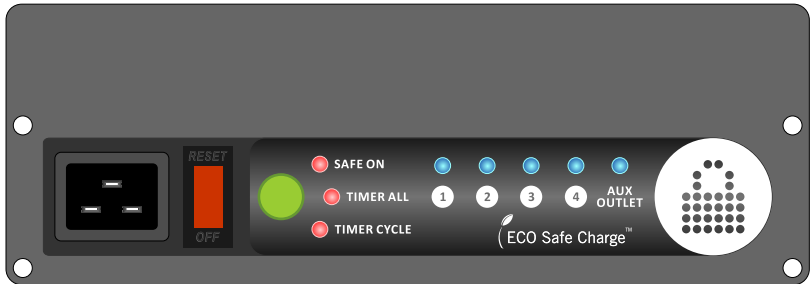 RESET
OFF
SAFE ON
TIMER ALL
TIMER CYCLE
1 2 3 4 AUX
OUTLET
ECO Safe Charge™